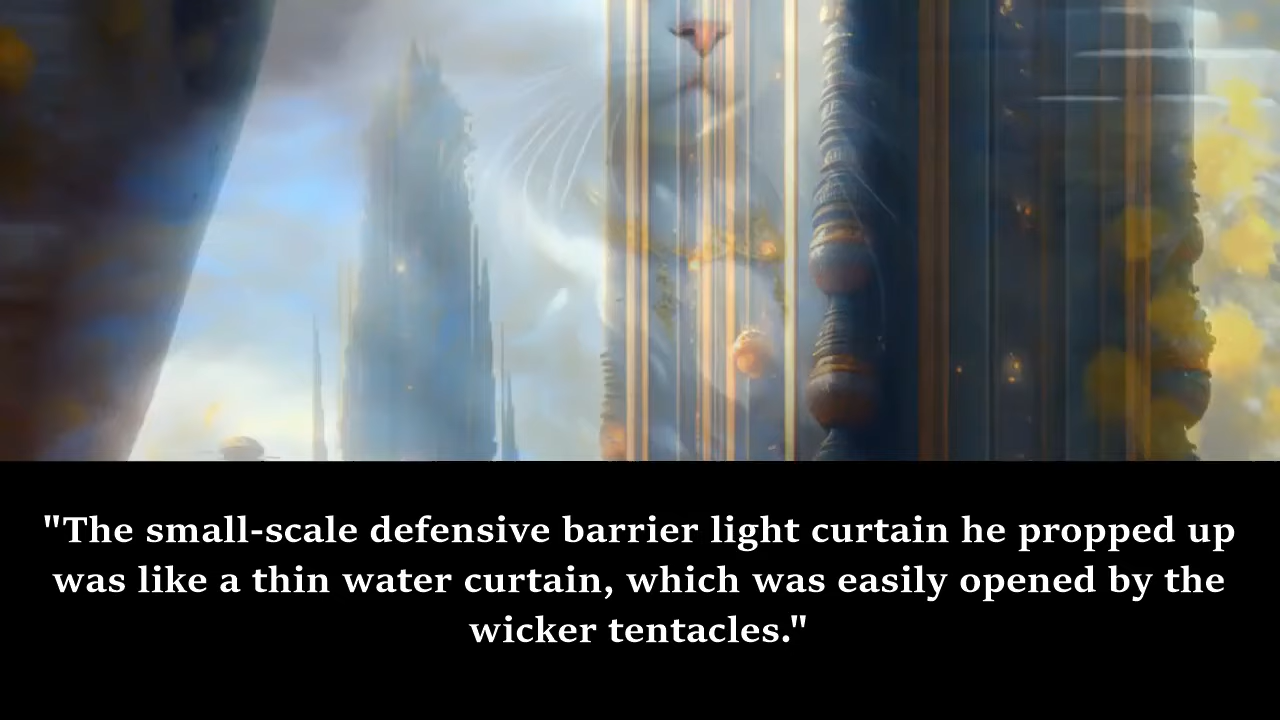 "The small-scale defensive barrier light curtain he propped up
was like a thin water curtain, which was easily opened by the
wicker tentacles."